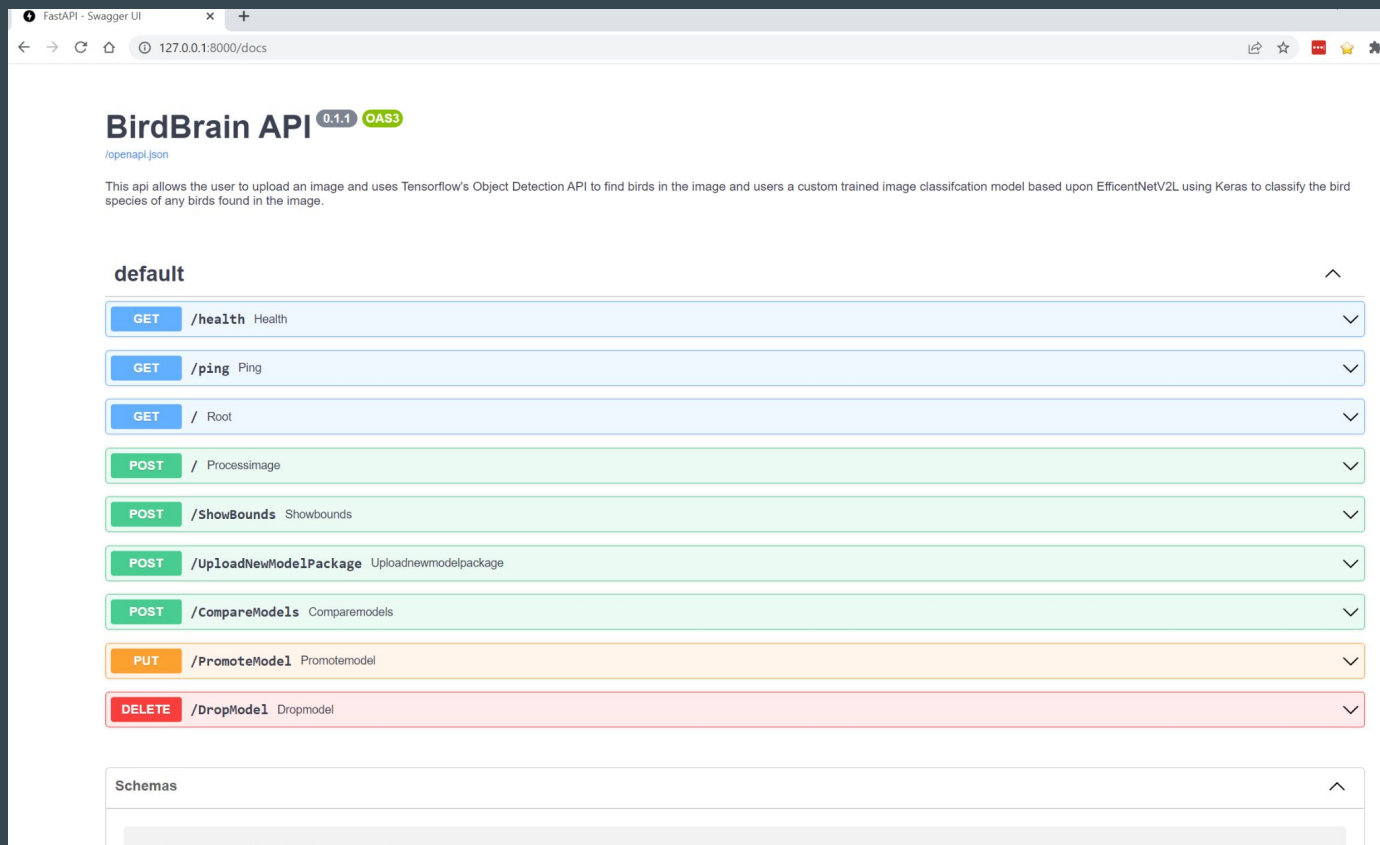 FastAPI - Swagger UI
127.0.0.1:8000/docs
BirdBrain API 0.1.1 OAS3
/openapi.json
This api allows the user to upload an image and uses Tensorflow's Object Detection API to find birds in the image and users a custom trained image classifcation model based upon EfficentNetV2L using Keras to classify the bird
species of any birds found in the image.
default
GET /health Health
GET /ping Ping
GET / Root
POST / Processimage
POST /ShowBounds Showbounds
POST /UploadNewModelPackage Uploadnewmodelpackage
POST /CompareModels Comparemodels
PUT /PromoteModel Promotemodel
DELETE /DropModel Dropmodel
Schemas